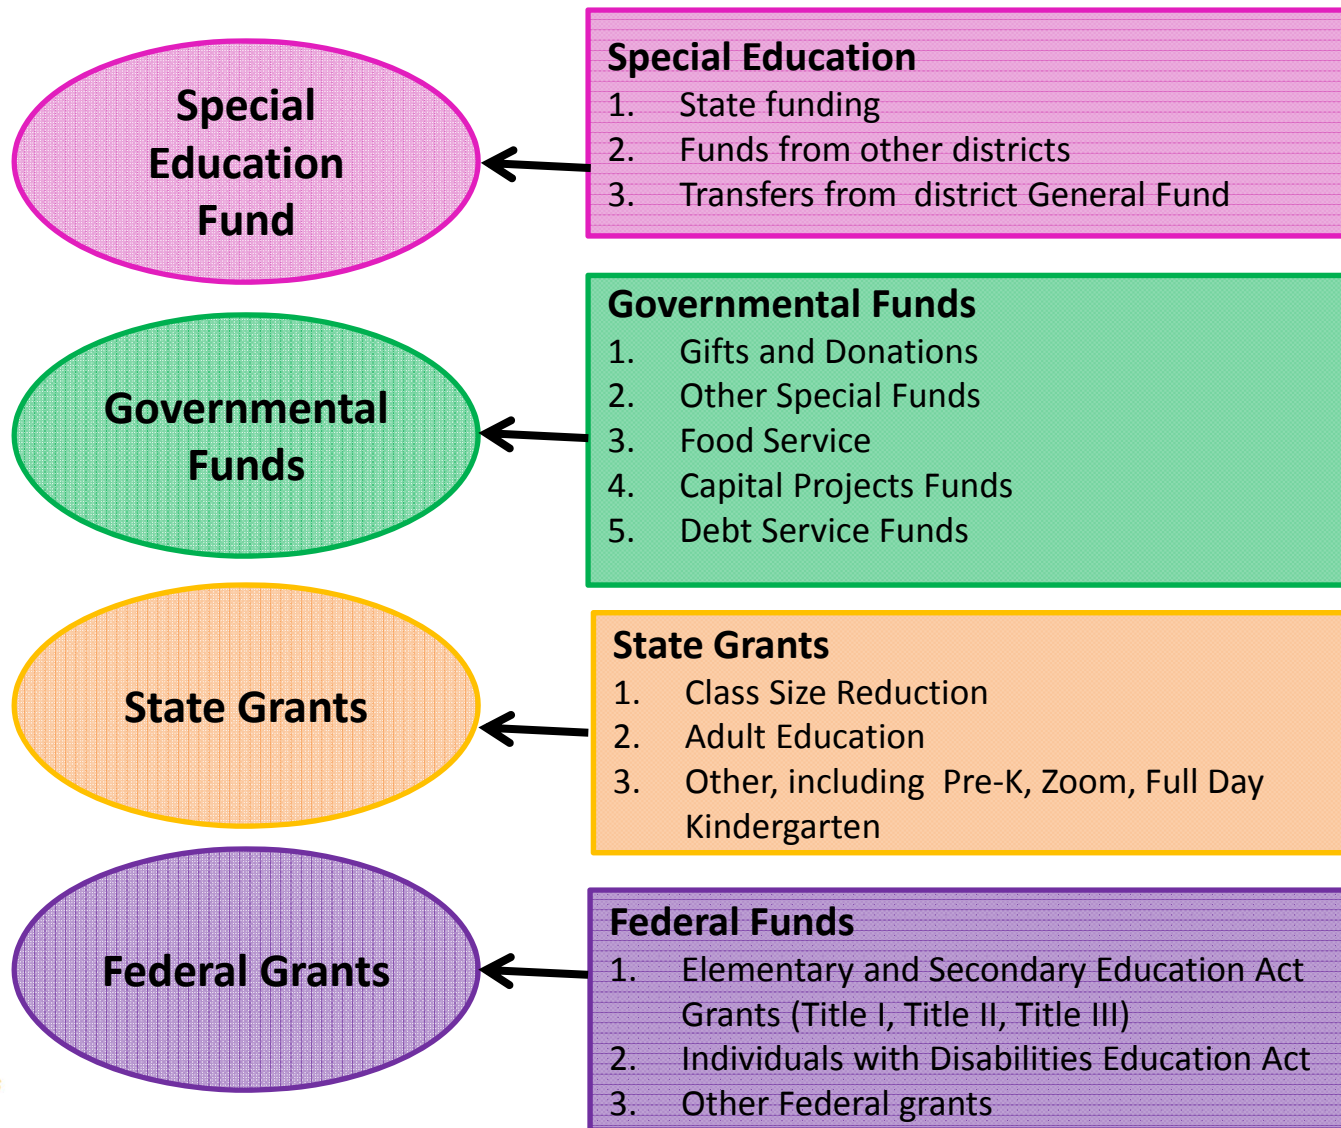 Special
Education
Fund
Special Education
1. State funding
2. Funds from other districts
3. Transfers from  district General Fund
Governmental
Funds
Governmental Funds
1. Gifts and Donations
2. Other Special Funds
3. Food Service
4. Capital Projects Funds
5. Debt Service Funds
State Grants
State Grants
1. Class Size Reduction
2. Adult Education
3. Other, including  Pre-K, Zoom, Full Day
Kindergarten
Federal Grants
Federal Funds
1. Elementary and Secondary Education Act
Grants (Title I, Title II, Title III)
2. Individuals with Disabilities Education Act
3. Other Federal grants